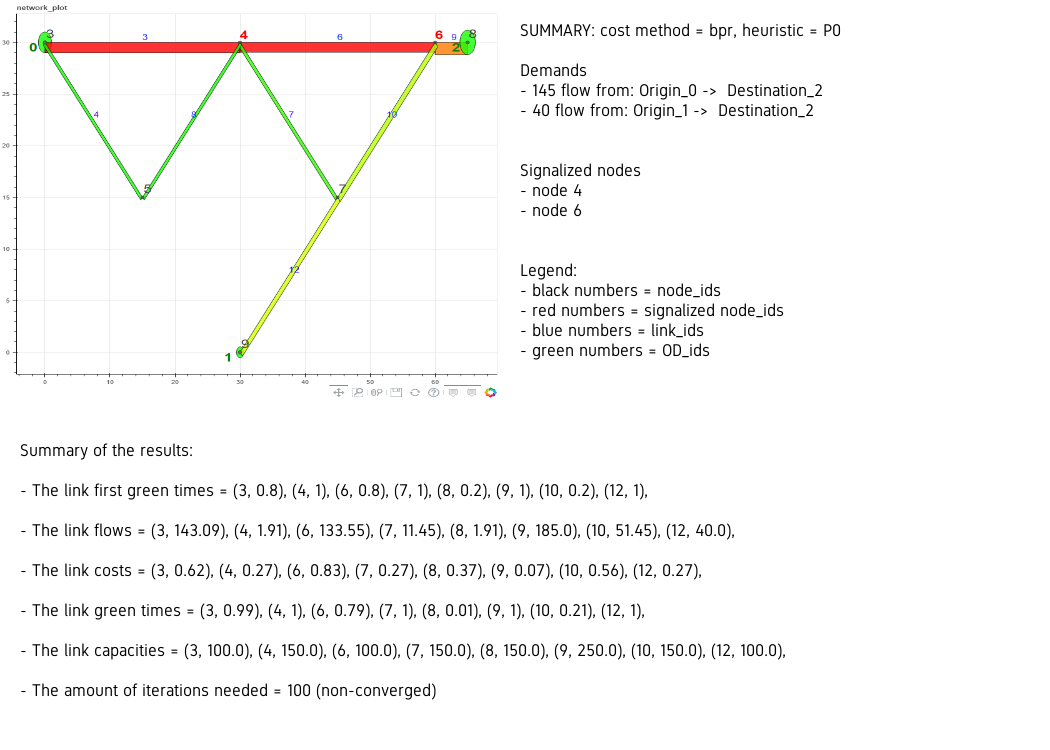 network_plot
3
3
4
6
6
9
8
0
2
30
4
8
7
10
25
20
5
7
15
10
12
5
9
1
0
0
10
20
30
40
50
60
SUMMARY: cost method = bpr, heuristic = P0
Demands
- 145 flow from: Origin_0 -> Destination_2
- 40 flow from: Origin_1 -> Destination_2
Signalized nodes
- node 4
- node 6
Legend:
- black numbers = node_ids
- red numbers = signalized node_ids
- blue numbers = link_ids
- green numbers = OD_ids
Summary of the results:
- The link first green times = (3, 0.8), (4, 1), (6, 0.8), (7, 1), (8, 0.2), (9, 1), (10, 0.2), (12, 1),
- The link flows = (3, 143.09), (4, 1.91), (6, 133.55), (7, 11.45), (8, 1.91), (9, 185.0), (10, 51.45), (12, 40.0),
- The link costs = (3, 0.62), (4, 0.27), (6, 0.83), (7, 0.27), (8, 0.37), (9, 0.07), (10, 0.56), (12, 0.27),
- The link green times = (3, 0.99), (4, 1), (6, 0.79), (7, 1), (8, 0.01), (9, 1), (10, 0.21), (12, 1),
- The link capacities = (3, 100.0), (4, 150.0), (6, 100.0), (7, 150.0), (8, 150.0), (9, 250.0), (10, 150.0), (12, 100.0),
- The amount of iterations needed = 100 (non-converged)